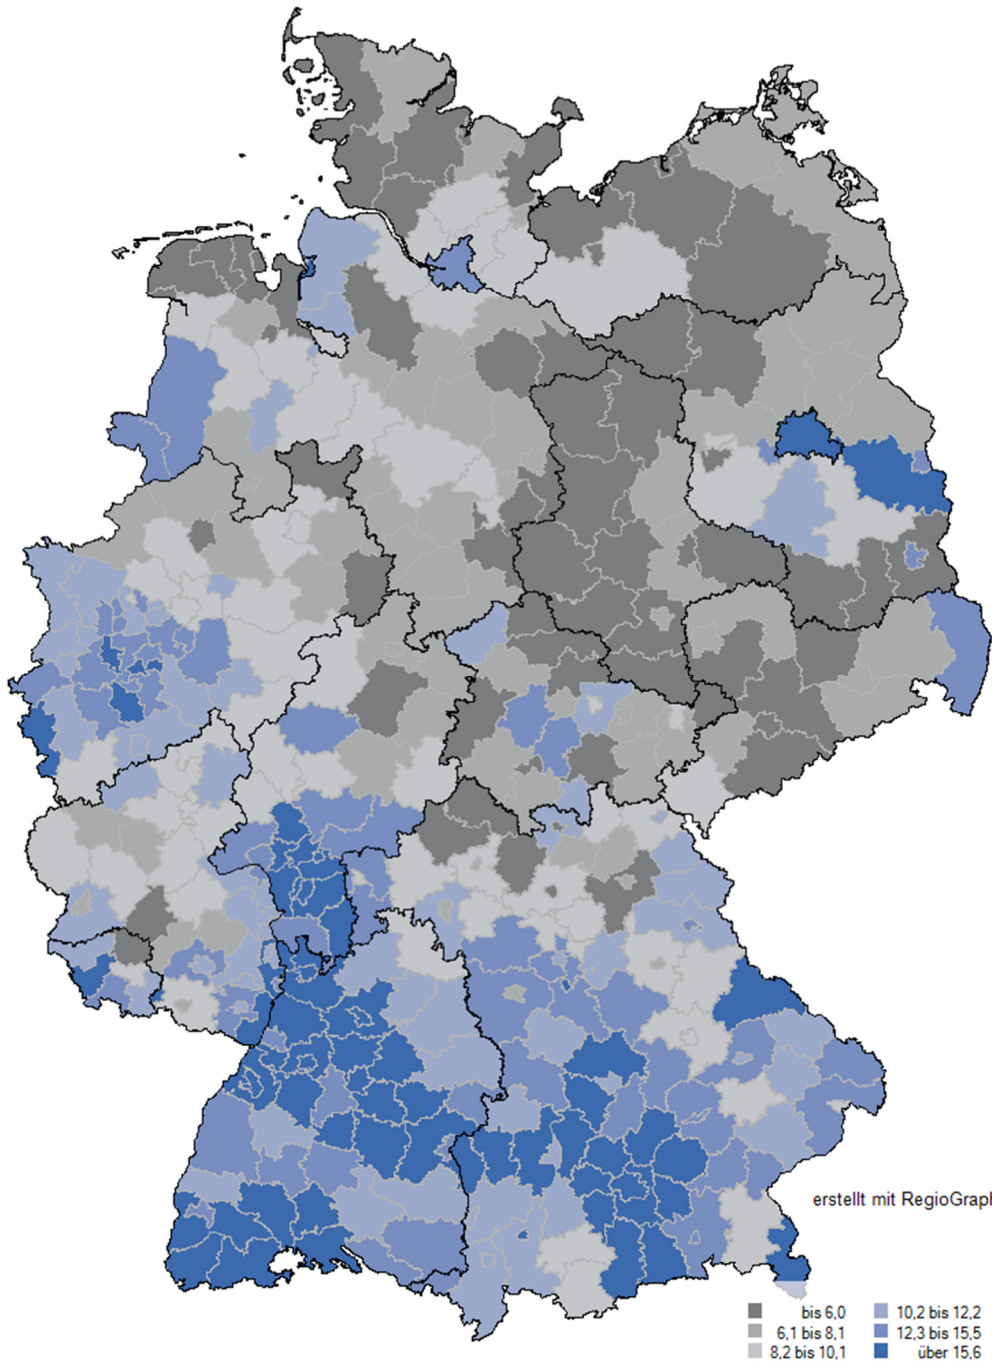 erstellt mit RegioGraph
bis 6,0
6,1 bis 8,1
8,2 bis 10,1
10,2 bis 12,2
12,3 bis 15,5
über 15,6